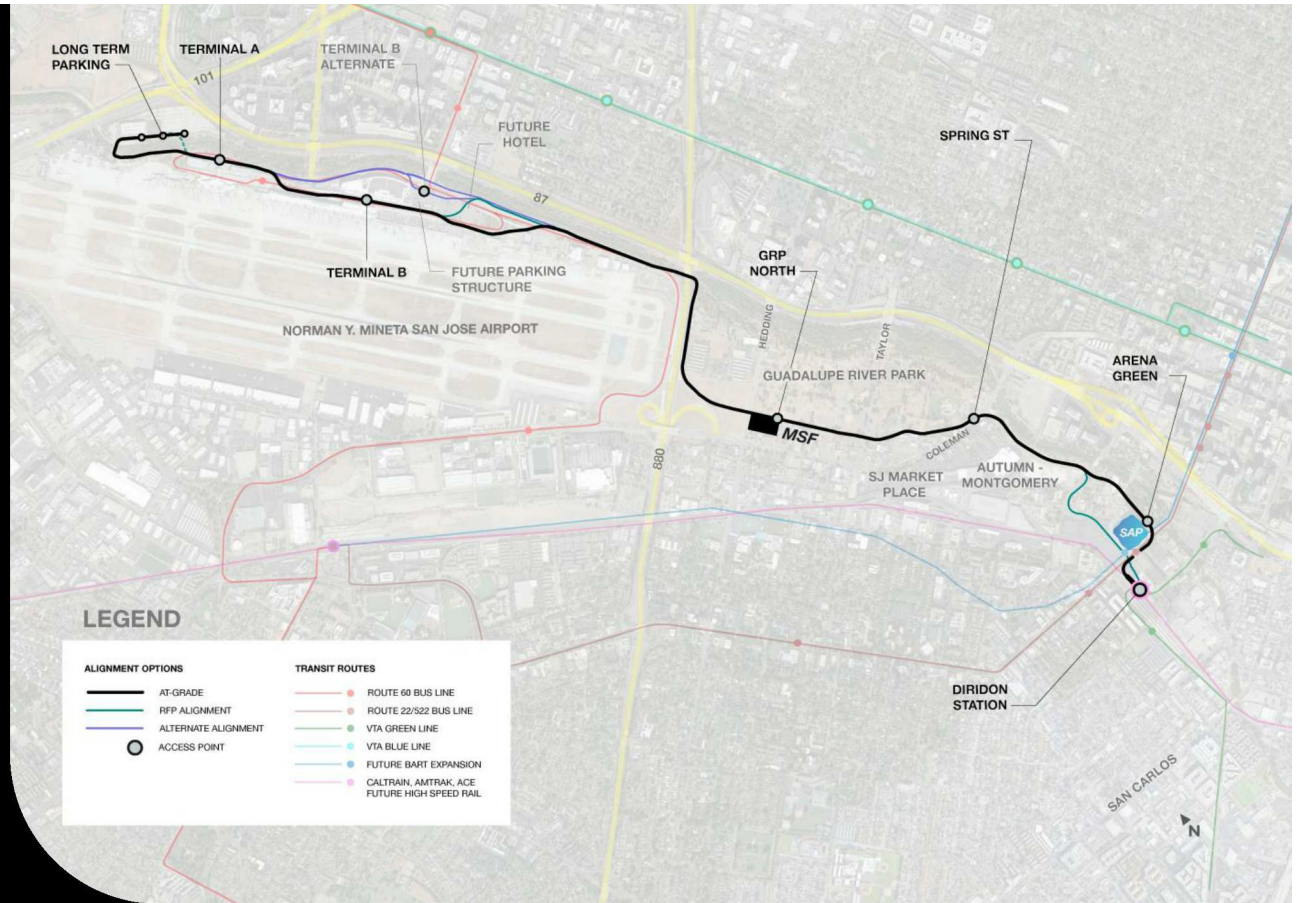 LONG TERM
PARKING
TERMINAL A
TERMINAL B
ALTERNATE
101
FUTURE
HOTEL
SPRING ST
87
TERMINAL B
FUTURE PARKING
STRUCTURE
GRP
NORTH
NORMAN Y. MINETA SAN JOSE AIRPORT
HEDDING
TAYLOR
GUADALUPE RIVER PARK
ARENA
GREEN
MSF
COLEMAN
880
SJ MARKET
PLACE
AUTUMN -
MONTGOMERY
SAP
DIRIDON
STATION
SAN CARLOS
N
LEGEND
ALIGNMENT OPTIONS
AT-GRADE
RFP ALIGNMENT
ALTERNATE ALIGNMENT
ACCESS POINT
TRANSIT ROUTES
ROUTE 60 BUS LINE
ROUTE 22/522 BUS LINE
VTA GREEN LINE
VTA BLUE LINE
FUTURE BART EXPANSION
CALTRAIN, AMTRAK, ACE
FUTURE HIGH SPEED RAIL